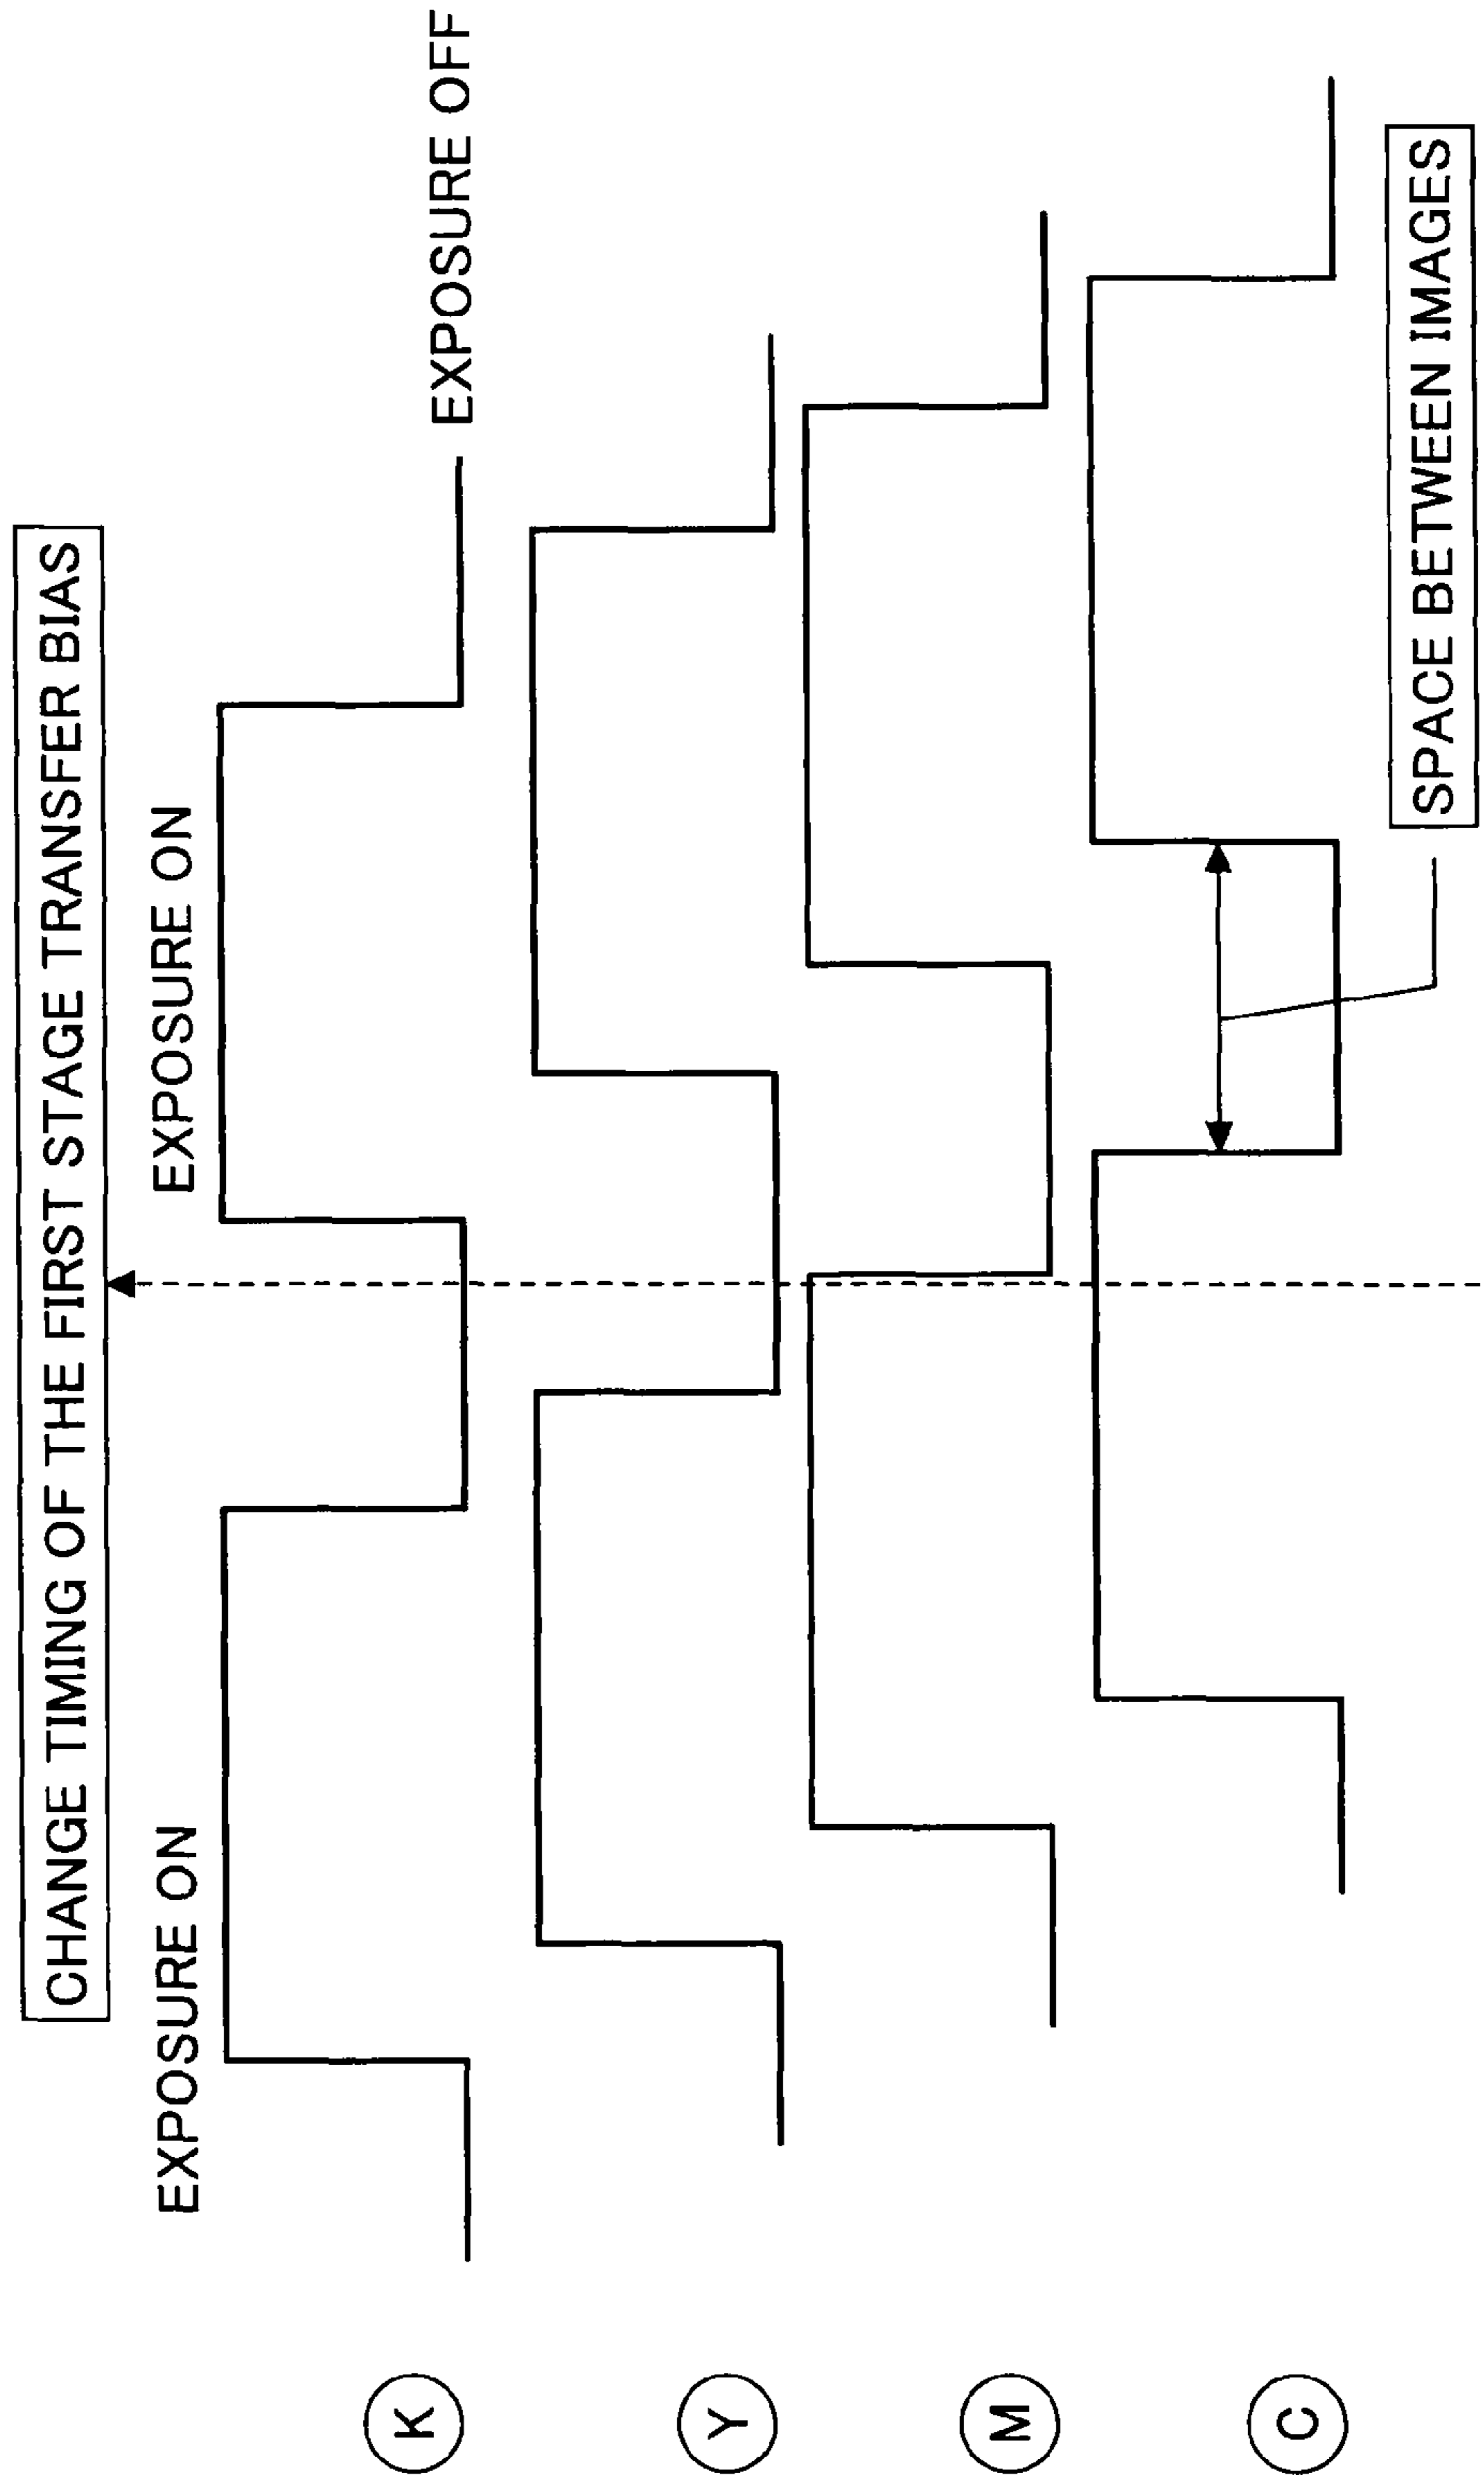 CHANGE TIMING OF THE FIRST STAGE TRANSFER BIAS
EXPOSURE ON
EXPOSURE ON
EXPOSURE OFF
K
Y
M
C
SPACE BETWEEN IMAGES